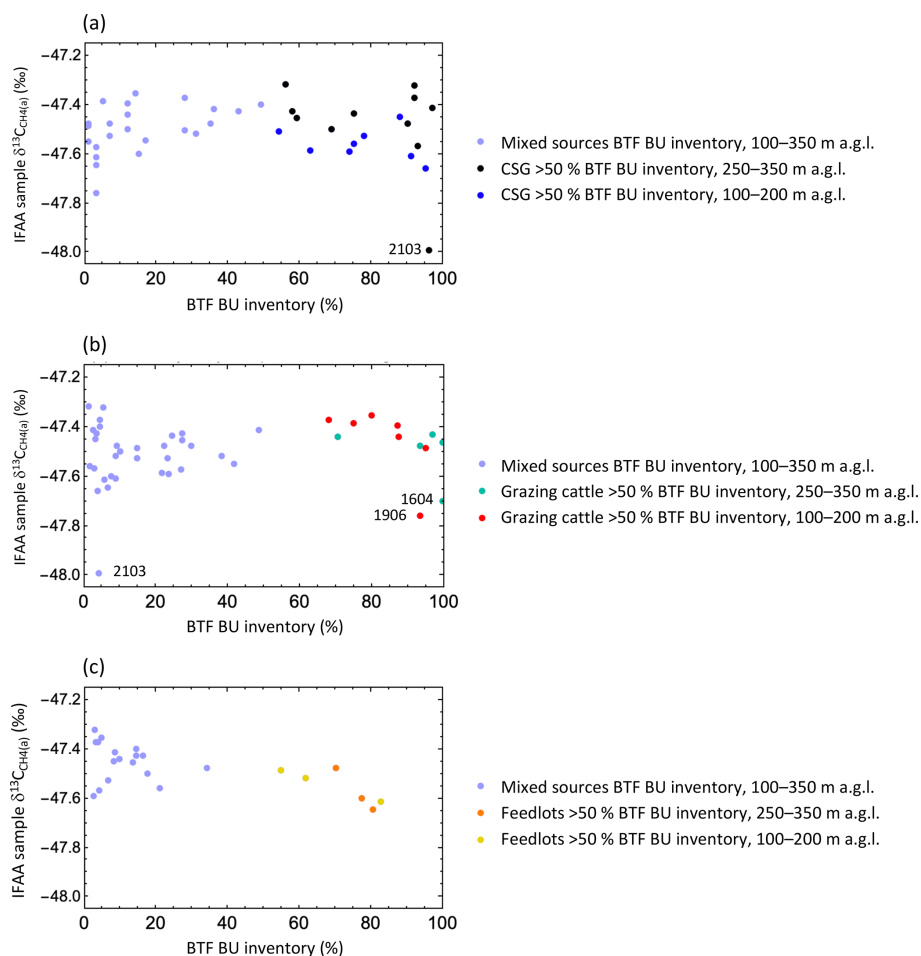 (a)
−47.2
−47.4
−47.6
−47.8
−48.0
IFAA sample δ¹³C_CH4(a) (‰)
2103
0 20 40 60 80 100
BTF BU inventory (%)
Mixed sources BTF BU inventory, 100–350 m a.g.l.
CSG >50 % BTF BU inventory, 250–350 m a.g.l.
CSG >50 % BTF BU inventory, 100–200 m a.g.l.
(b)
−47.2
−47.4
−47.6
−47.8
−48.0
IFAA sample δ¹³C_CH4(a) (‰)
1604
1906
2103
0 20 40 60 80 100
BTF BU inventory (%)
Mixed sources BTF BU inventory, 100–350 m a.g.l.
Grazing cattle >50 % BTF BU inventory, 250–350 m a.g.l.
Grazing cattle >50 % BTF BU inventory, 100–200 m a.g.l.
(c)
−47.2
−47.4
−47.6
−47.8
−48.0
IFAA sample δ¹³C_CH4(a) (‰)
0 20 40 60 80 100
BTF BU inventory (%)
Mixed sources BTF BU inventory, 100–350 m a.g.l.
Feedlots >50 % BTF BU inventory, 250–350 m a.g.l.
Feedlots >50 % BTF BU inventory, 100–200 m a.g.l.